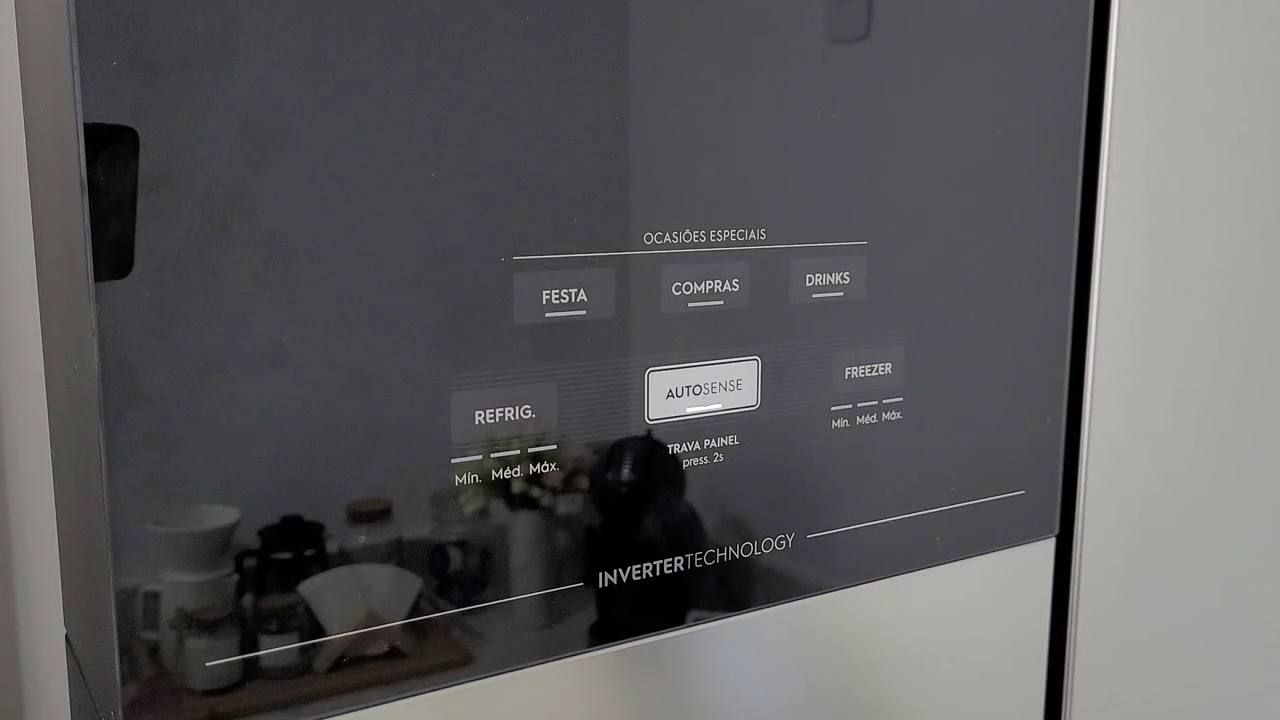 OCASIÕES ESPECIAIS
FESTA
COMPRAS
DRINKS
REFRIG.
AUTOSENSE
FREEZER
Mín. Méd. Máx.
TRAVA PAINEL
press. 2s
Mín. Méd. Máx.
INVERTERTECHNOLOGY